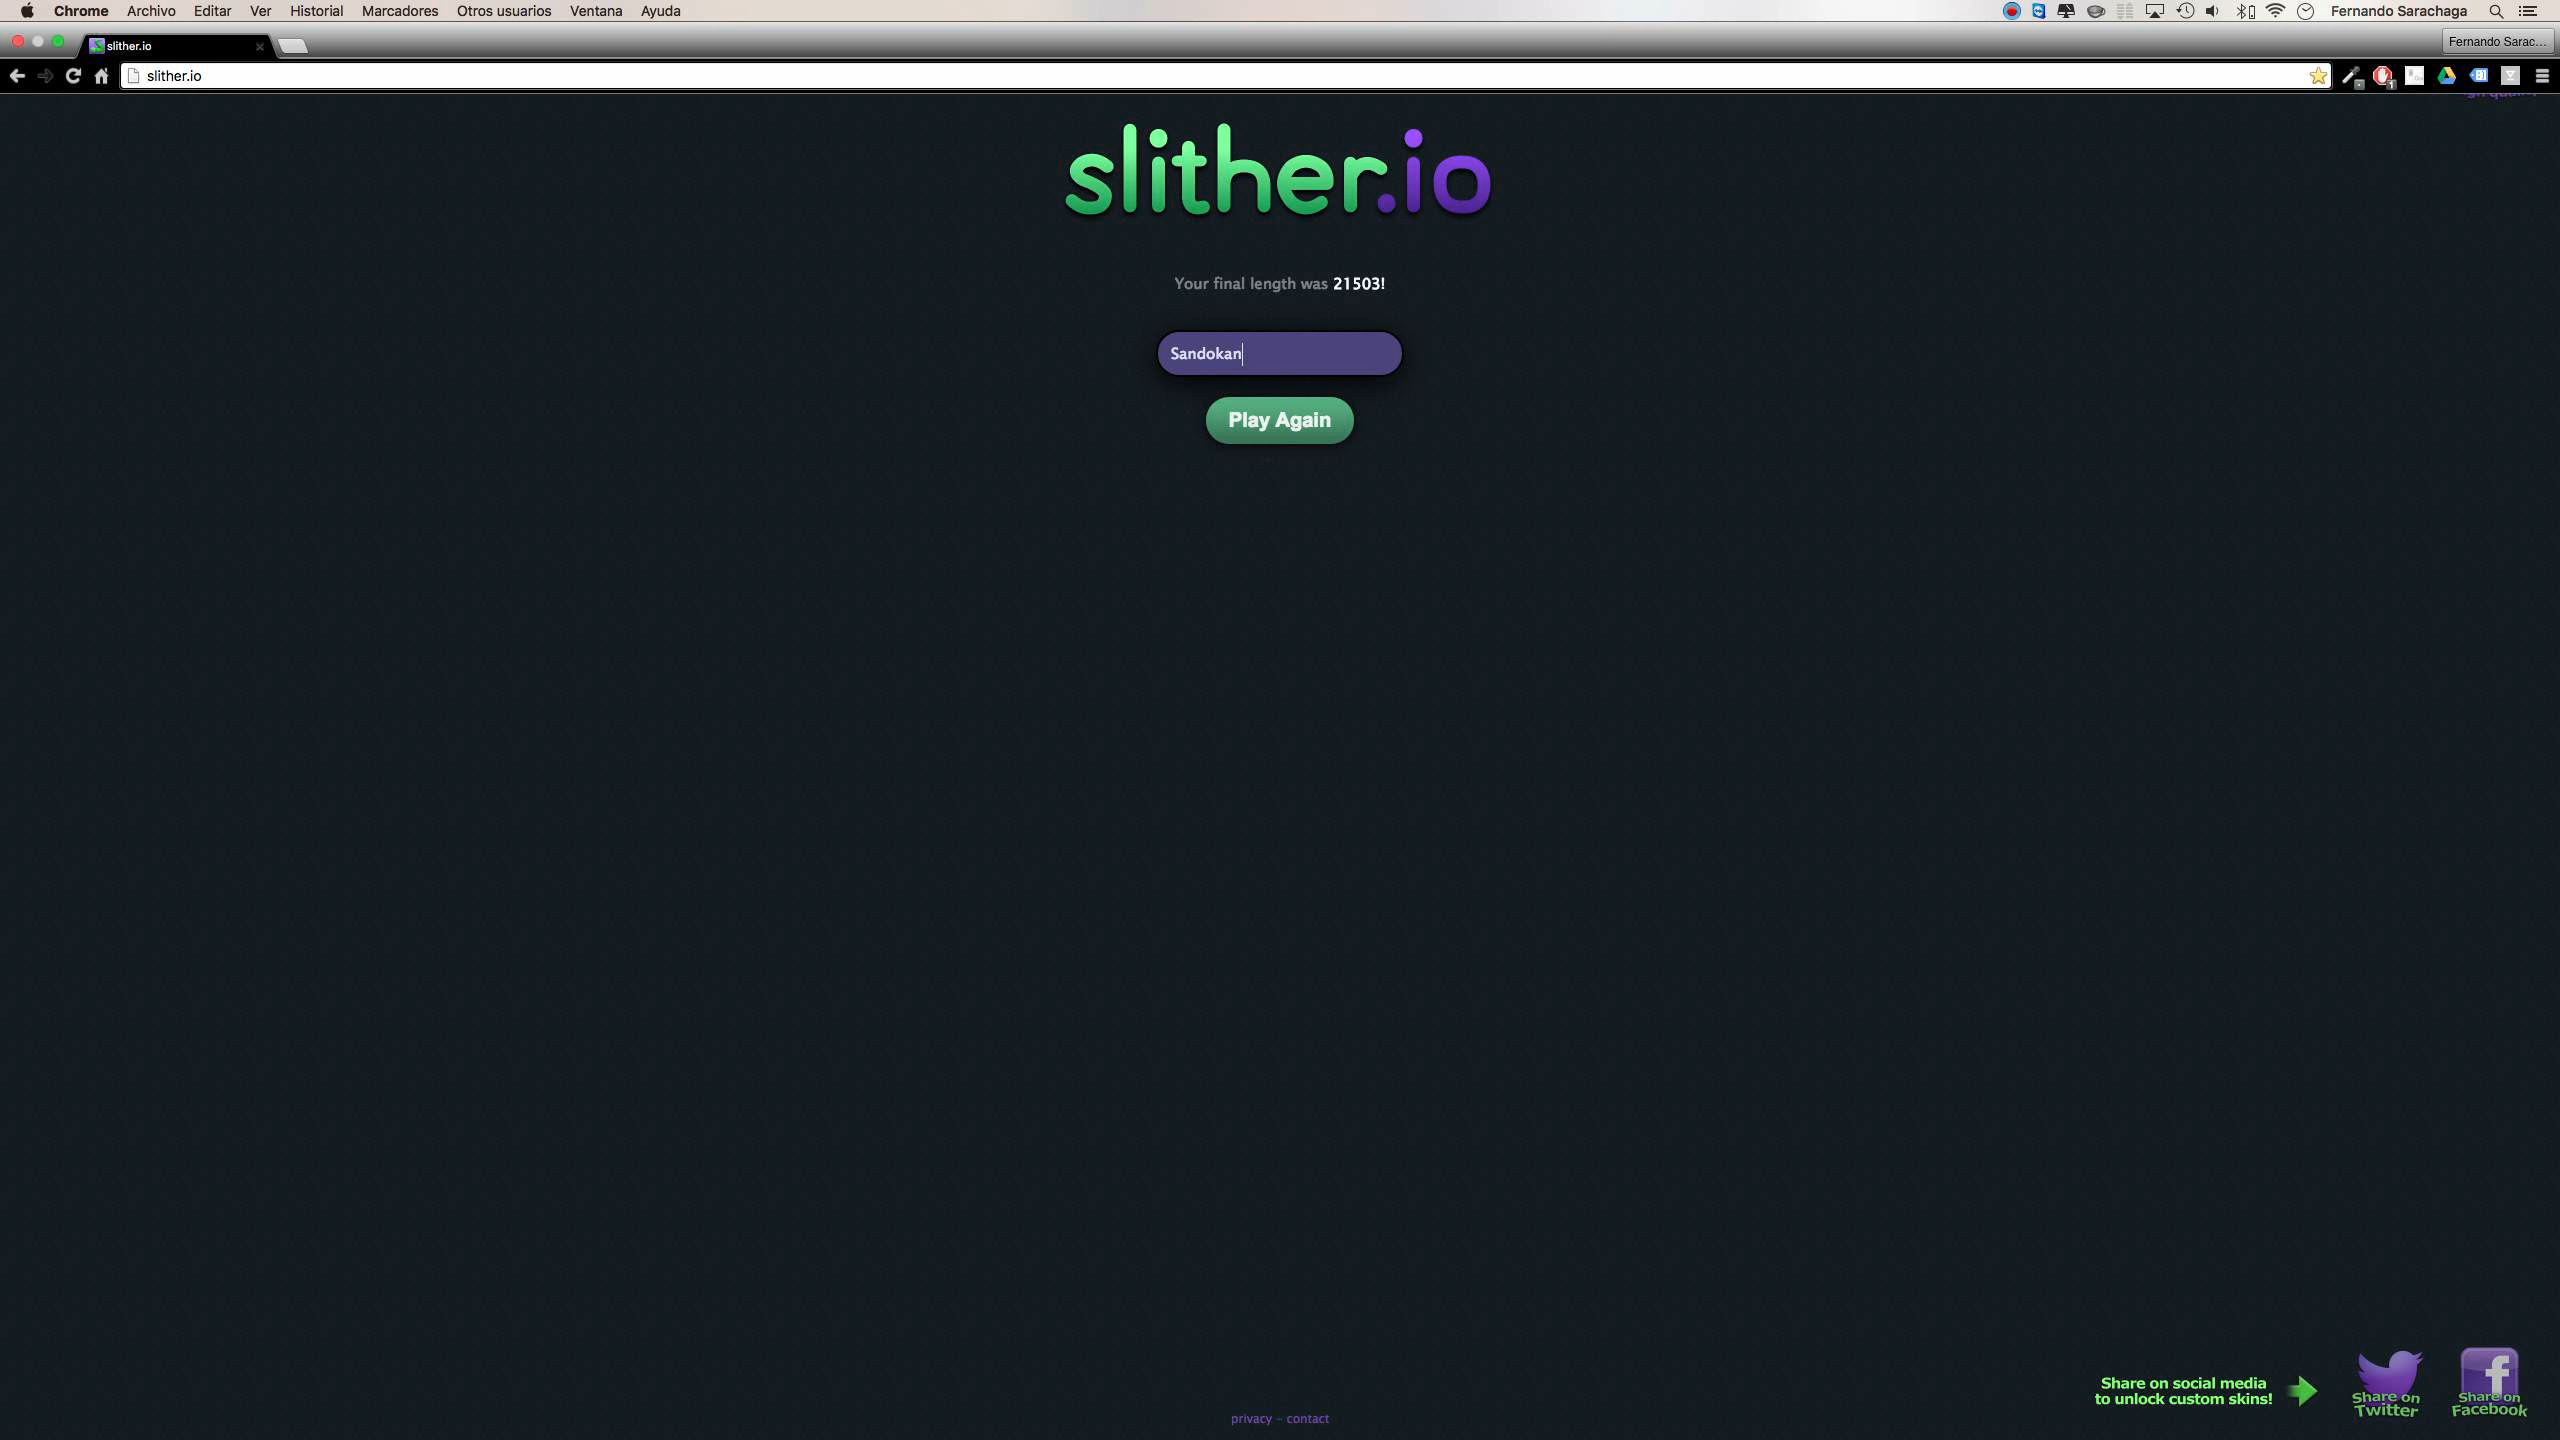 Chrome Archivo Editar Ver Historial Marcadores Otros usuarios Ventana Ayuda Fernando Sarachaga
slither.io Fernando Sarac...
slither.io
slither.io
Your final length was 21503!
Sandokan
Play Again
Share on social media
to unlock custom skins!
Share on
Twitter
Share on
Facebook
privacy - contact